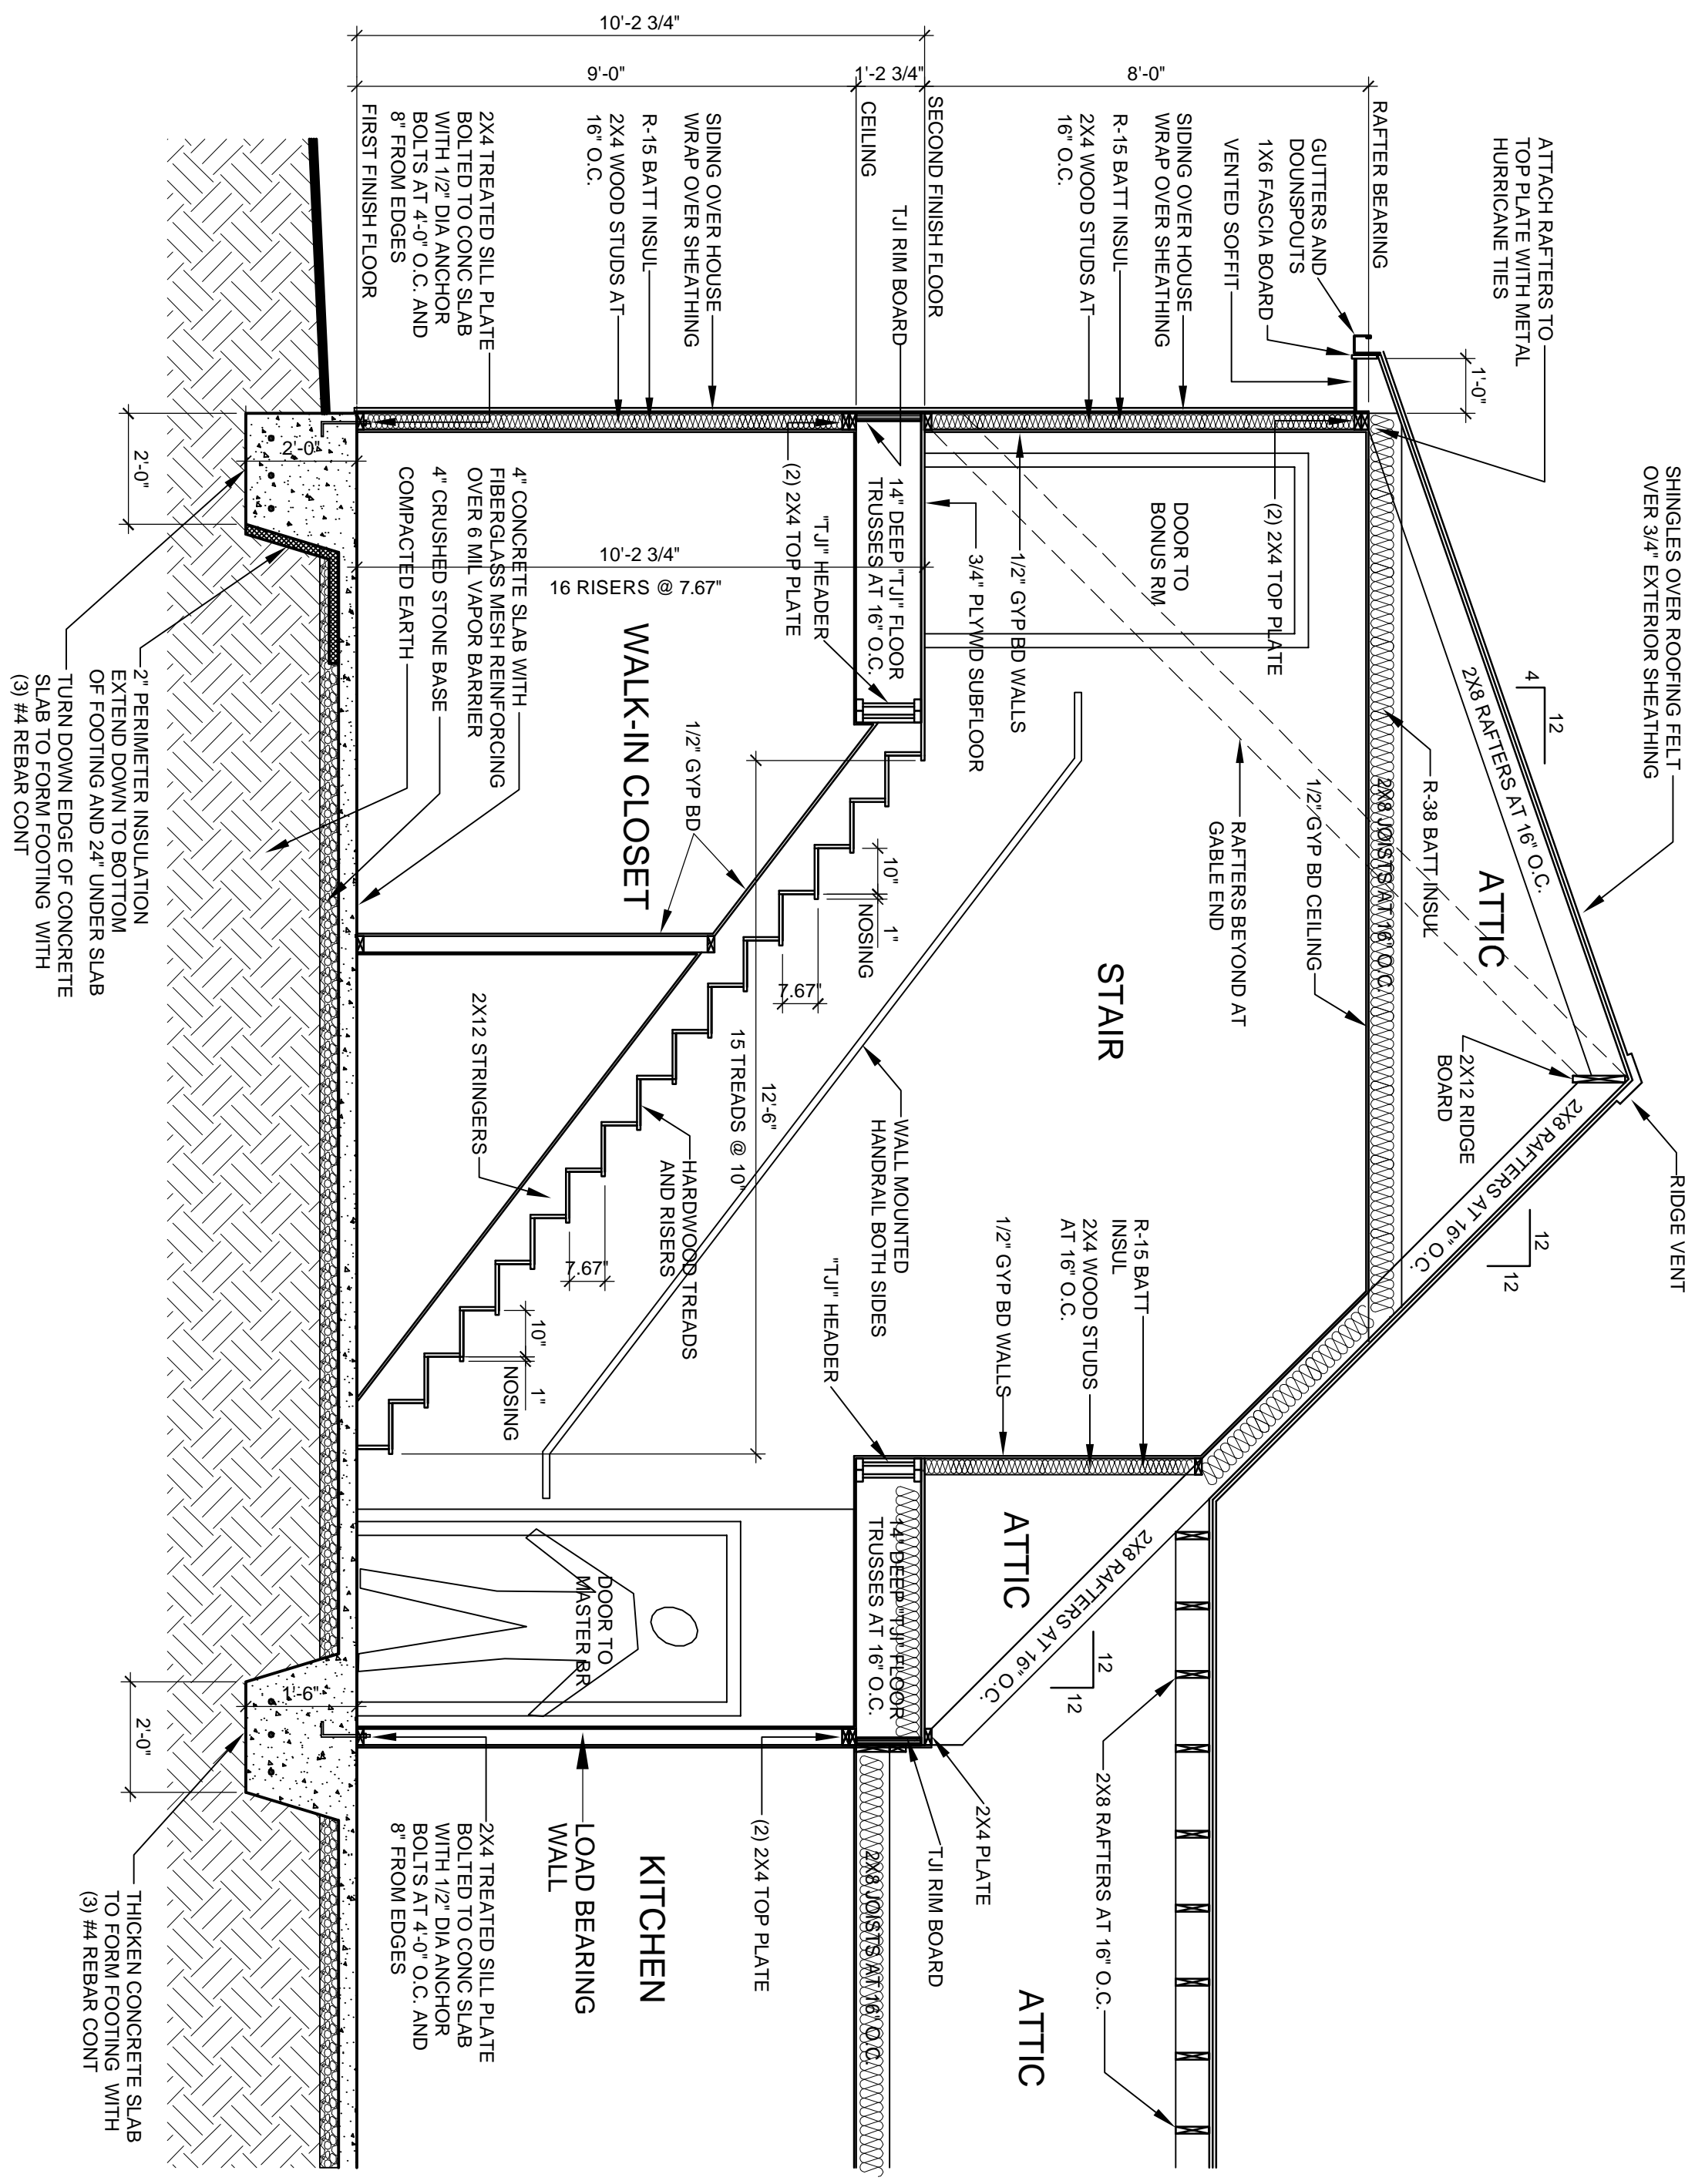 ATTACH RAFTERS TO
TOP PLATE WITH METAL
HURRICANE TIES
GUTTERS AND
DOUNSPOUTS
1X6 FASCIA BOARD
VENTED SOFFIT
RAFTER BEARING
SIDING OVER HOUSE
WRAP OVER SHEATHING
R-15 BATT INSUL
2X4 WOOD STUDS AT
16" O.C.
SECOND FINISH FLOOR
TJI RIM BOARD
CEILING
SIDING OVER HOUSE
WRAP OVER SHEATHING
R-15 BATT INSUL
2X4 WOOD STUDS AT
16" O.C.
2X4 TREATED SILL PLATE
BOLTED TO CONC SLAB
WITH 1/2" DIA ANCHOR
BOLTS AT 4'-0" O.C. AND
8" FROM EDGES
FIRST FINISH FLOOR
10'-2 3/4"
9'-0"
1'-2 3/4"
8'-0"
1'-0"
SHINGLES OVER ROOFING FELT
OVER 3/4" EXTERIOR SHEATHING
4
12
2X8 RAFTERS AT 16" O.C.
ATTIC
R-38 BATT INSUL
2X8 JOISTS AT 16" O.C.
1/2" GYP BD CEILING
(2) 2X4 TOP PLATE
RAFTERS BEYOND AT
GABLE END
DOOR TO
BONUS RM
1/2" GYP BD WALLS
3/4" PLYWD SUBFLOOR
14" DEEP "TJI" FLOOR
TRUSSES AT 16" O.C.
"TJI" HEADER
(2) 2X4 TOP PLATE
10'-2 3/4"
16 RISERS @ 7.67"
WALK-IN CLOSET
1/2" GYP BD
4" CONCRETE SLAB WITH
FIBERGLASS MESH REINFORCING
OVER 6 MIL VAPOR BARRIER
4" CRUSHED STONE BASE
COMPACTED EARTH
2'-0"
2'-0"
2" PERIMETER INSULATION
EXTEND DOWN TO BOTTOM
OF FOOTING AND 24" UNDER SLAB
TURN DOWN EDGE OF CONCRETE
SLAB TO FORM FOOTING WITH
(3) #4 REBAR CONT
RIDGE VENT
2X12 RIDGE
BOARD
2X8 RAFTERS AT 16" O.C.
12
12
STAIR
10"
1"
NOSING
7.67"
12'-6"
15 TREADS @ 10"
WALL MOUNTED
HANDRAIL BOTH SIDES
HARDWOOD TREADS
AND RISERS
2X12 STRINGERS
7.67"
10"
1"
NOSING
R-15 BATT
INSUL
2X4 WOOD STUDS
AT 16" O.C.
1/2" GYP BD WALLS
"TJI" HEADER
ATTIC
2X8 RAFTERS AT 16" O.C.
12
12
14" DEEP "TJI" FLOOR
TRUSSES AT 16" O.C.
DOOR TO
MASTER BR
1'-6"
2'-0"
2X8 RAFTERS AT 16" O.C.
ATTIC
2X4 PLATE
TJI RIM BOARD
2X8 JOISTS AT 16" O.C.
(2) 2X4 TOP PLATE
KITCHEN
LOAD BEARING
WALL
2X4 TREATED SILL PLATE
BOLTED TO CONC SLAB
WITH 1/2" DIA ANCHOR
BOLTS AT 4'-0" O.C. AND
8" FROM EDGES
THICKEN CONCRETE SLAB
TO FORM FOOTING WITH
(3) #4 REBAR CONT